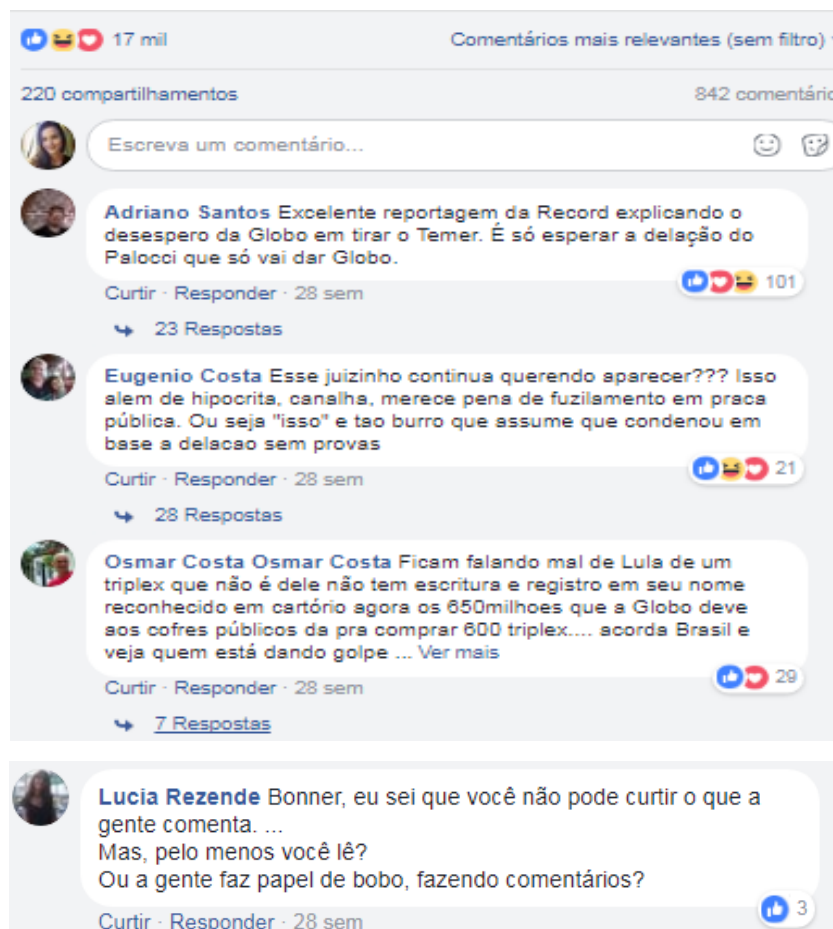 17 mil Comentários mais relevantes (sem filtro)
220 compartilhamentos 842 comentário
Escreva um comentário...
Adriano Santos Excelente reportagem da Record explicando o
desespero da Globo em tirar o Temer. É só esperar a delação do
Palocci que só vai dar Globo.
101
Curtir · Responder · 28 sem
23 Respostas
Eugenio Costa Esse juizinho continua querendo aparecer??? Isso
alem de hipocrita, canalha, merece pena de fuzilamento em praca
pública. Ou seja "isso" e tao burro que assume que condenou em
base a delacao sem provas
21
Curtir · Responder · 28 sem
28 Respostas
Osmar Costa Osmar Costa Ficam falando mal de Lula de um
triplex que não é dele não tem escritura e registro em seu nome
reconhecido em cartório agora os 650milhoes que a Globo deve
aos cofres públicos da pra comprar 600 triplex.... acorda Brasil e
veja quem está dando golpe ... Ver mais
29
Curtir · Responder · 28 sem
7 Respostas
Lucia Rezende Bonner, eu sei que você não pode curtir o que a
gente comenta. ...
Mas, pelo menos você lê?
Ou a gente faz papel de bobo, fazendo comentários?
3
Curtir · Responder · 28 sem